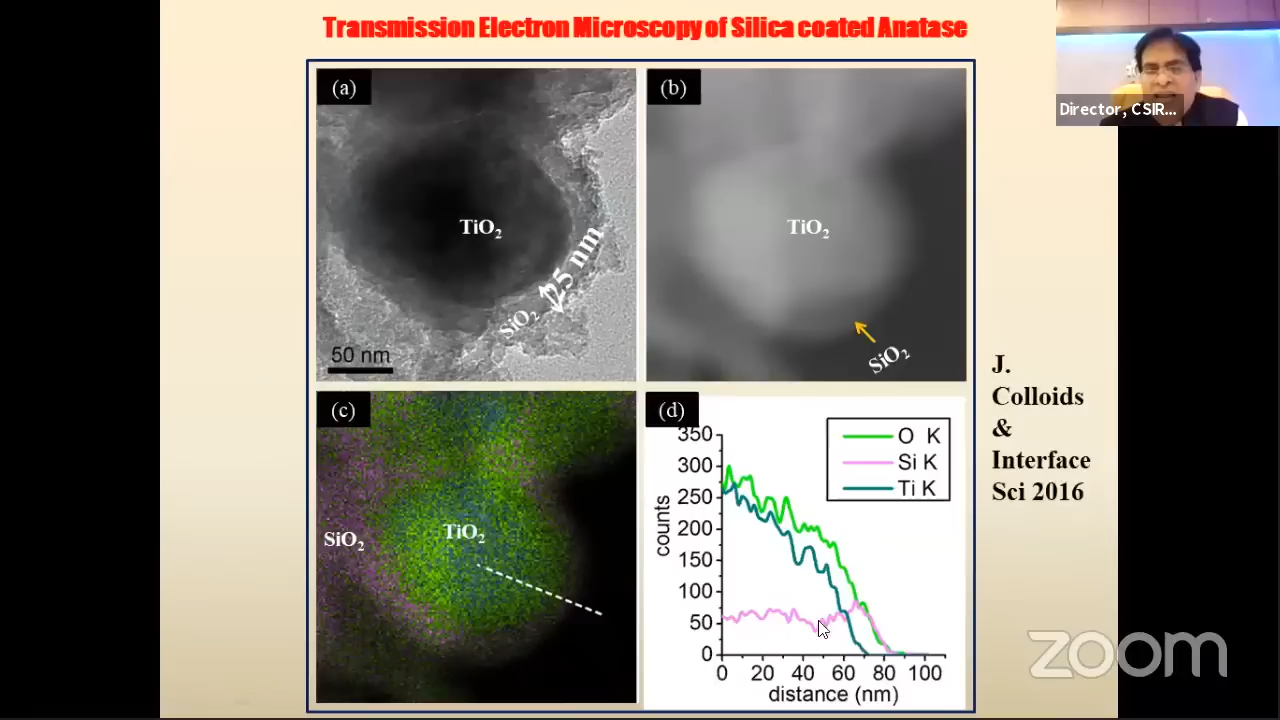 Transmission Electron Microscopy of Silica coated Anatase
Director, CSIR...
(a)
TiO₂
25 nm
SiO₂
50 nm
(b)
TiO₂
SiO₂
(c)
TiO₂
SiO₂
(d)
350
300
250
200
150
100
50
0
counts
O K
Si K
Ti K
0 20 40 60 80 100
distance (nm)
J.
Colloids
&
Interface
Sci 2016
zoom